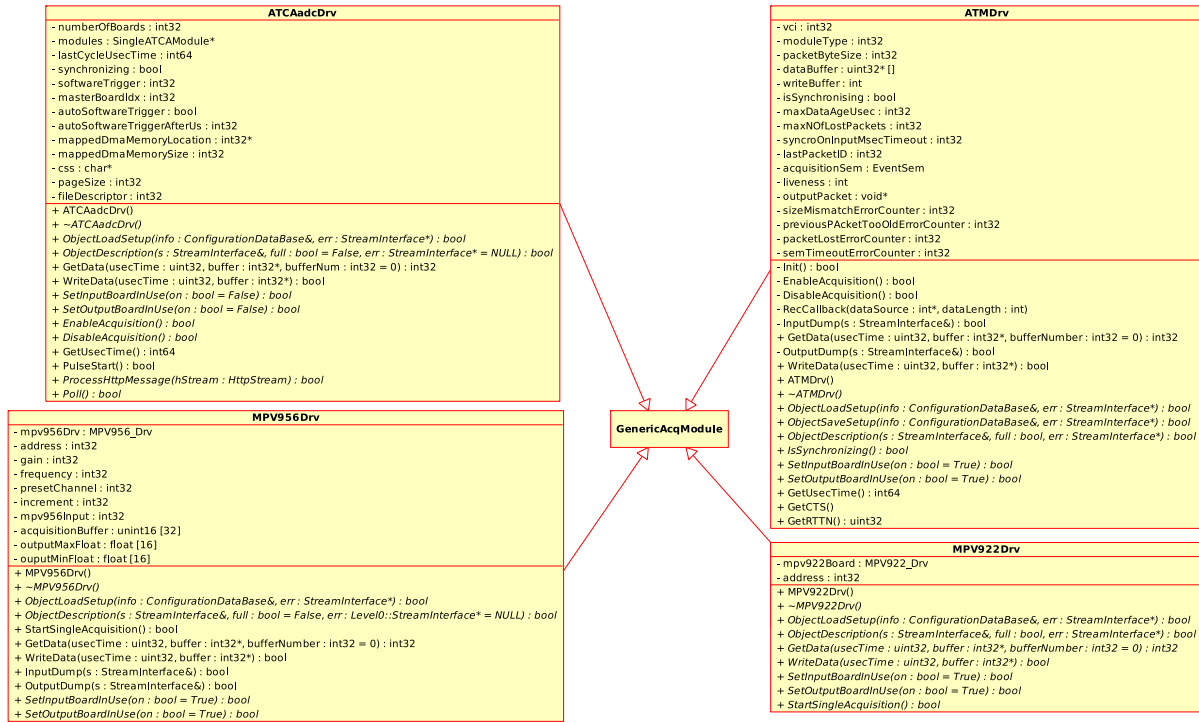 ATCAadcDrv
- numberOfBoards : int32
- modules : SingleATCAModule*
- lastCycleUsecTime : int64
- synchronizing : bool
- softwareTrigger : int32
- masterBoardIdx : int32
- autoSoftwareTrigger : bool
- autoSoftwareTriggerAfterUs : int32
- mappedDmaMemoryLocation : int32*
- mappedDmaMemorySize : int32
- css : char*
- pageSize : int32
- fileDescriptor : int32
+ ATCAadcDrv()
+ ~ATCAadcDrv()
+ ObjectLoadSetup(info : ConfigurationDataBase&, err : StreamInterface*) : bool
+ ObjectDescription(s : StreamInterface&, full : bool = False, err : StreamInterface* = NULL) : bool
+ GetData(usecTime : uint32, buffer : int32*, bufferNum : int32 = 0) : int32
+ WriteData(usecTime : uint32, buffer : int32*) : bool
+ SetInputBoardInUse(on : bool = False) : bool
+ SetOutputBoardInUse(on : bool = False) : bool
+ EnableAcquisition() : bool
+ DisableAcquisition() : bool
+ GetUsecTime() : int64
+ PulseStart() : bool
+ ProcessHttpMessage(hStream : HttpStream) : bool
+ Poll() : bool
MPV956Drv
- mpv956Drv : MPV956_Drv
- address : int32
- gain : int32
- frequency : int32
- presetChannel : int32
- increment : int32
- mpv956Input : int32
- acquisitionBuffer : unint16 [32]
- outputMaxFloat : float [16]
- ouputMinFloat : float [16]
+ MPV956Drv()
+ ~MPV956Drv()
+ ObjectLoadSetup(info : ConfigurationDataBase&, err : StreamInterface*) : bool
+ ObjectDescription(s : StreamInterface&, full : bool = False, err : Level0::StreamInterface* = NULL) : bool
+ StartSingleAcquisition() : bool
+ GetData(usecTime : uint32, buffer : int32*, bufferNumber : int32 = 0) : int32
+ WriteData(usecTime : uint32, buffer : int32*) : bool
+ InputDump(s : StreamInterface&) : bool
+ OutputDump(s : StreamInterface&) : bool
+ SetInputBoardInUse(on : bool = True) : bool
+ SetOutputBoardInUse(on : bool = True) : bool
GenericAcqModule
ATMDrv
- vci : int32
- moduleType : int32
- packetByteSize : int32
- dataBuffer : uint32* []
- writeBuffer : int
- isSynchronising : bool
- maxDataAgeUsec : int32
- maxNOfLostPackets : int32
- syncroOnInputMsecTimeout : int32
- lastPacketID : int32
- acquisitionSem : EventSem
- liveness : int
- outputPacket : void*
- sizeMismatchErrorCounter : int32
- previousPAcketTooOldErrorCounter : int32
- packetLostErrorCounter : int32
- semTimeoutErrorCounter : int32
- Init() : bool
- EnableAcquisition() : bool
- DisableAcquisition() : bool
- RecCallback(dataSource : int*, dataLength : int)
- InputDump(s : StreamInterface&) : bool
+ GetData(usecTime : uint32, buffer : int32*, bufferNumber : int32 = 0) : int32
- OutputDump(s : StreamInterface&) : bool
+ WriteData(usecTime : uint32, buffer : int32*) : bool
+ ATMDrv()
+ ~ATMDrv()
+ ObjectLoadSetup(info : ConfigurationDataBase&, err : StreamInterface*) : bool
+ ObjectSaveSetup(info : ConfigurationDataBase&, err : StreamInterface*) : bool
+ ObjectDescription(s : StreamInterface&, full : bool, err : StreamInterface*) : bool
+ IsSynchronizing() : bool
+ SetInputBoardInUse(on : bool = True) : bool
+ SetOutputBoardInUse(on : bool = True) : bool
+ GetUsecTime() : int64
+ GetCTS()
+ GetRTTN() : uint32
MPV922Drv
- mpv922Board : MPV922_Drv
- address : int32
+ MPV922Drv()
+ ~MPV922Drv()
+ ObjectLoadSetup(info : ConfigurationDataBase&, err : StreamInterface*) : bool
+ ObjectDescription(s : StreamInterface&, full : bool, err : StreamInterface*) : bool
+ GetData(usecTime : uint32, buffer : int32*, bufferNumber : int32 = 0) : int32
+ WriteData(usecTime : uint32, buffer : int32*) : bool
+ SetInputBoardInUse(on : bool = True) : bool
+ SetOutputBoardInUse(on : bool = True) : bool
+ StartSingleAcquisition() : bool